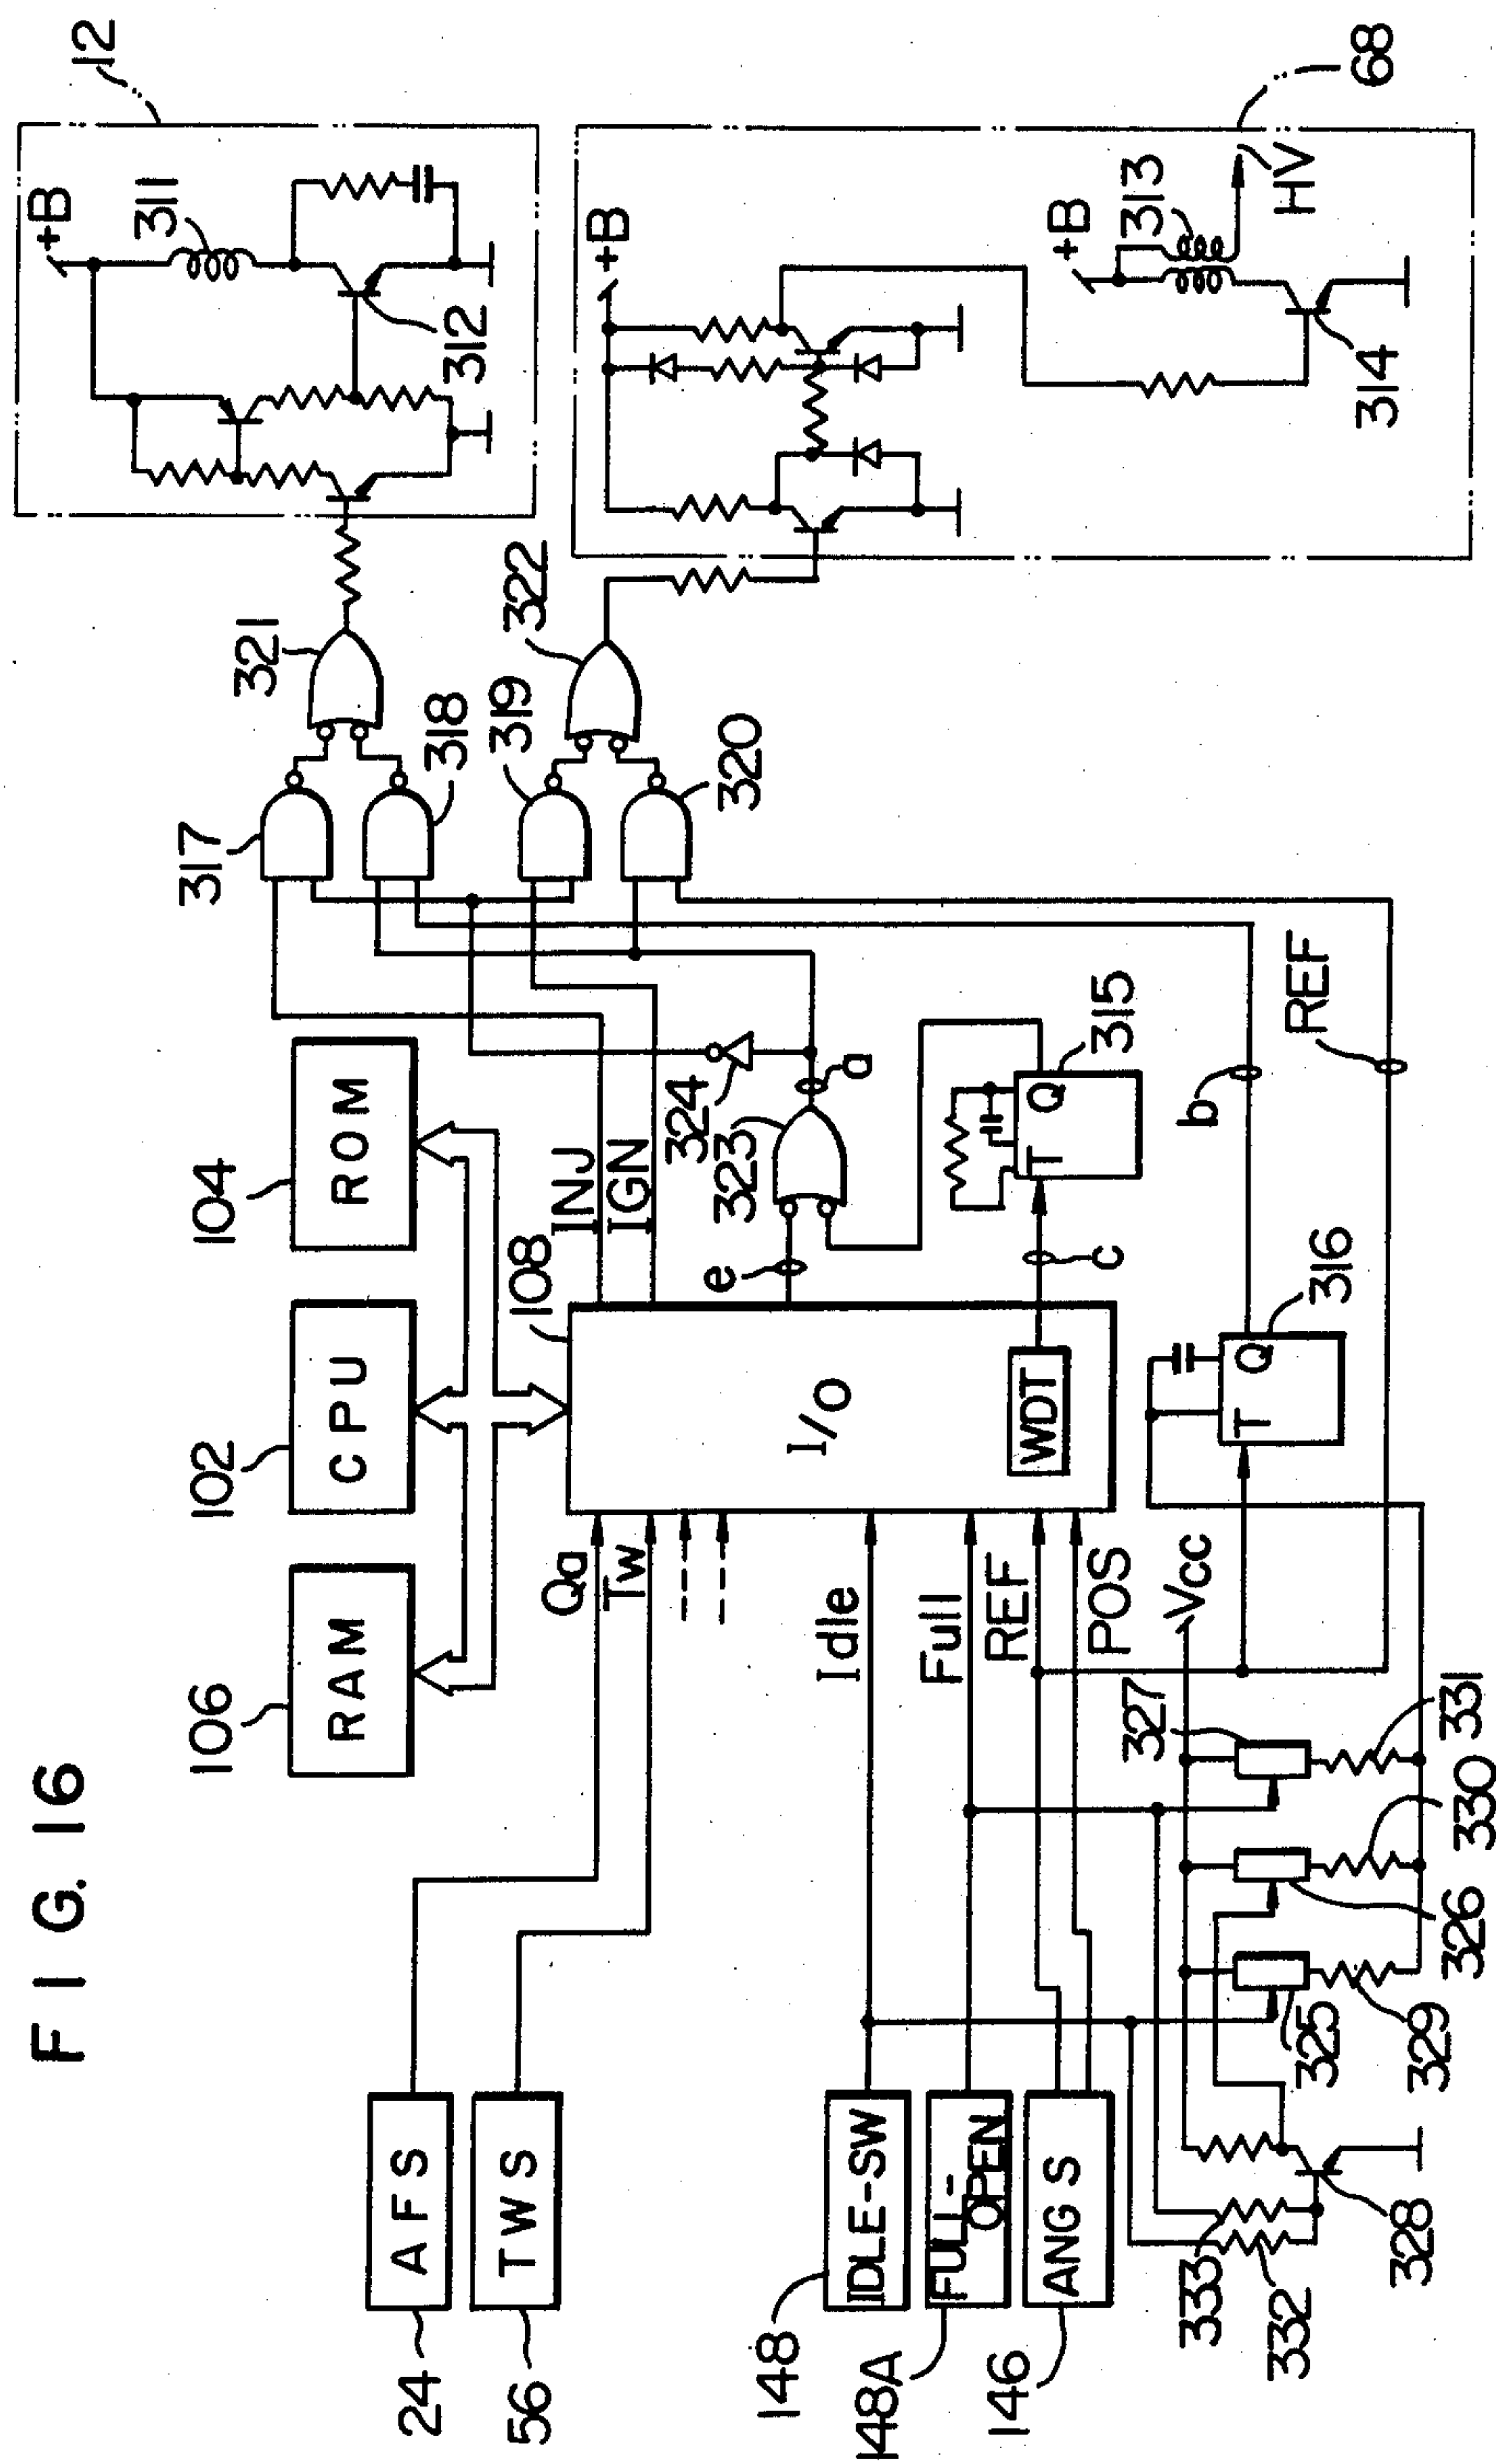 FIG. 16
106
102
104
RAM
CPU
ROM
24
AFS
56
TWS
Qa
Tw
108
INJ
IGN
I/O
WDT
148
IDLE-SW
148A
FULL-OPEN
146
ANG S
Idle
Full
REF
POS
Vcc
e
c
a
b
REF
323
324
315
T
Q
316
T
Q
333
332
328
325
329
326
330
327
331
317
318
319
320
321
322
12
+B
311
312
68
+B
+B
313
HV
314